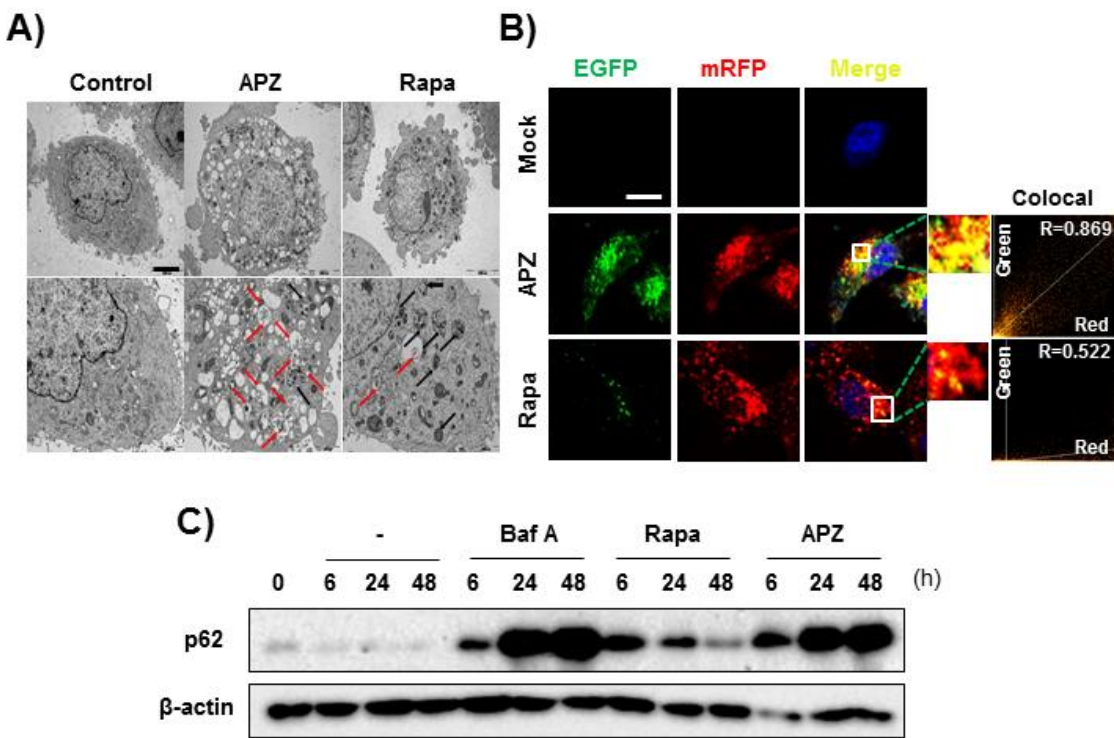 A)
Control APZ Rapa
B)
EGFP mRFP Merge
Mock
Colocal
APZ
Green
R=0.869
Red
Rapa
Green
R=0.522
Red
C)
- Baf A Rapa APZ
0 6 24 48 6 24 48 6 24 48 6 24 48 (h)
p62
β-actin